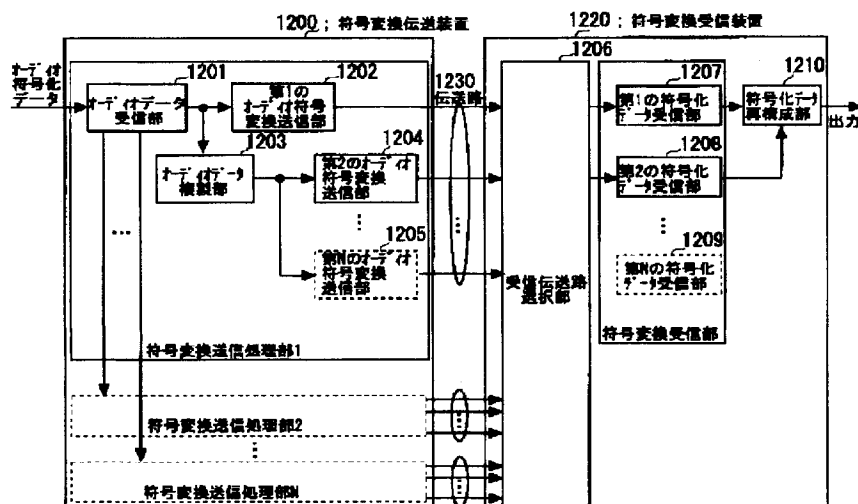 1200 ; 符号変換伝送装置
1220 ; 符号変換受信装置
オーディオ
符号化
データ
1201
オーディオデータ
受信部
1202
第1の
オーディオ符号
変換送信部
1203
オーディオデータ
複製部
1204
第2のオーディオ
符号変換
送信部
⋮
1205
第Nのオーディオ
符号変換
送信部
…
符号変換送信処理部1
1230
伝送路
⋮
1206
受信伝送路
選択部
1207
第1の符号化
データ受信部
1208
第2の符号化
データ受信部
⋮
1209
第Nの符号化
データ受信部
符号変換受信部
1210
符号化データ
再構成部
出力
符号変換送信処理部2
⋮
⋮
符号変換送信処理部N
⋮